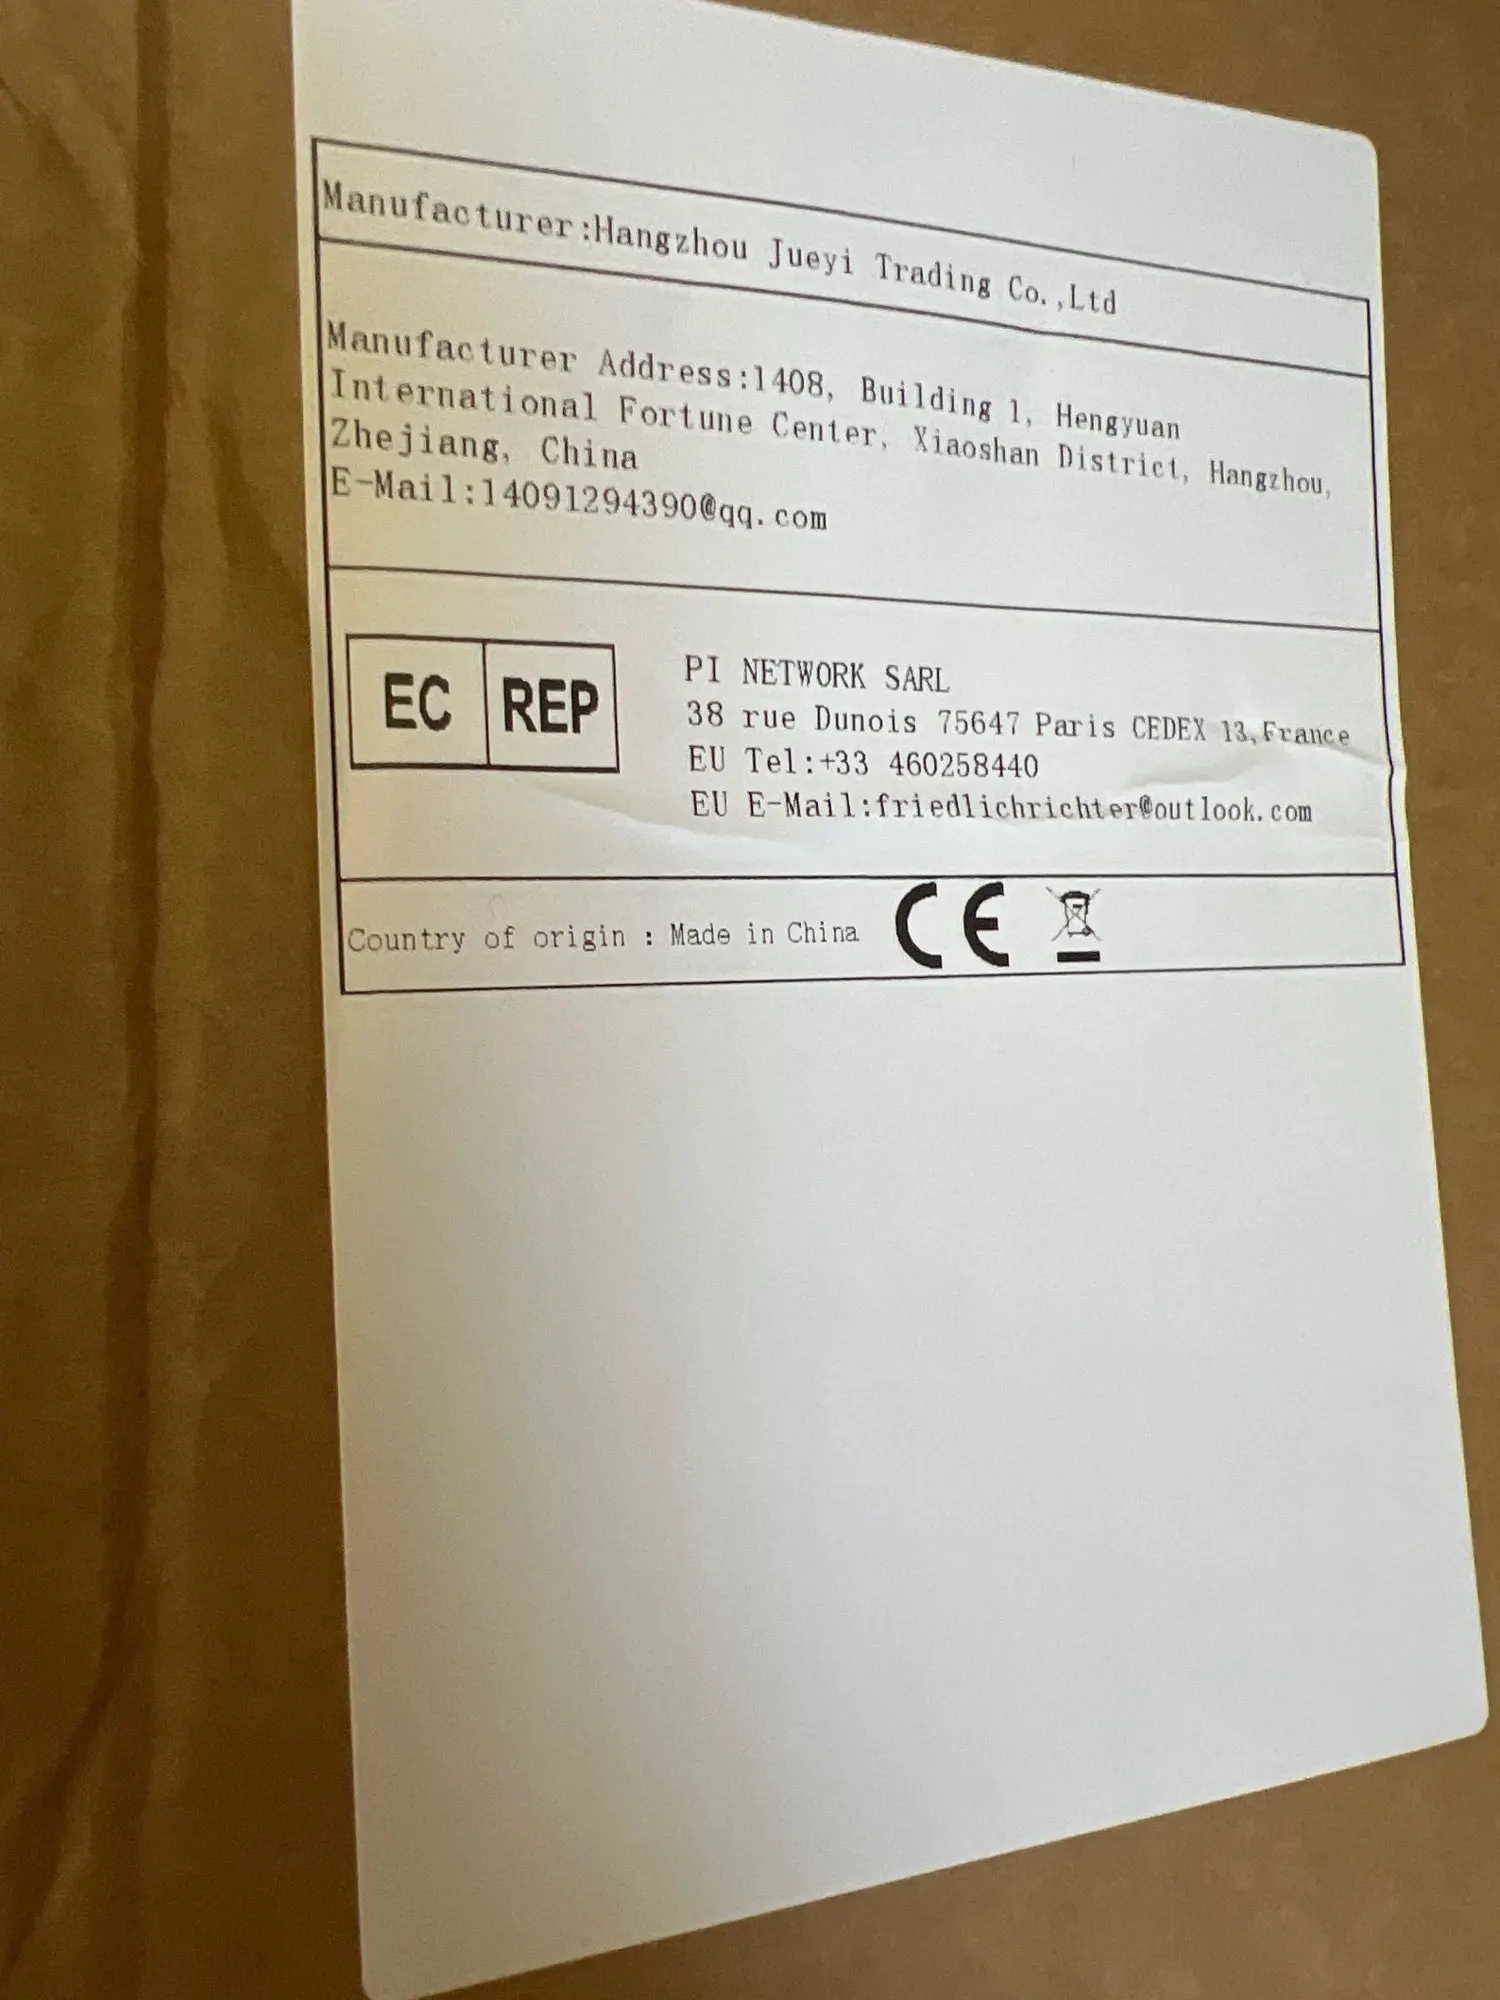 Manufacturer:Hangzhou Jueyi Trading Co.,Ltd
Manufacturer Address:1408, Building 1, Hengyuan
International Fortune Center, Xiaoshan District, Hangzhou,
Zhejiang, China
E-Mail:14091294390@qq.com
EC REP
PI NETWORK SARL
38 rue Dunois 75647 Paris CEDEX 13,France
EU Tel:+33 460258440
EU E-Mail:friedlichrichter@outlook.com
Country of origin : Made in China CE